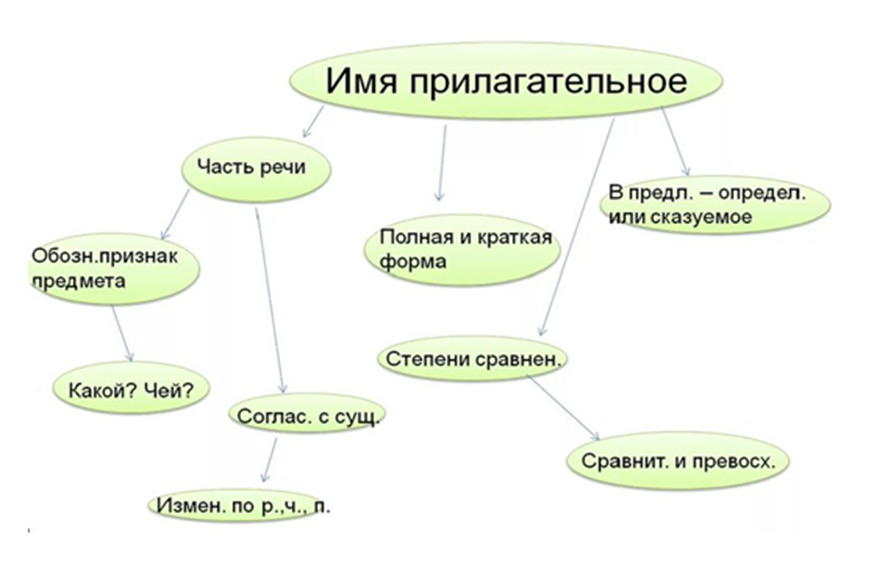 Имя прилагательное
Часть речи
В предл. – определ.
или сказуемое
Полная и краткая
форма
Обозн.признак
предмета
Степени сравнен.
Какой? Чей?
Соглас. с сущ.
Сравнит. и превосх.
Измен. по р.,ч., п.